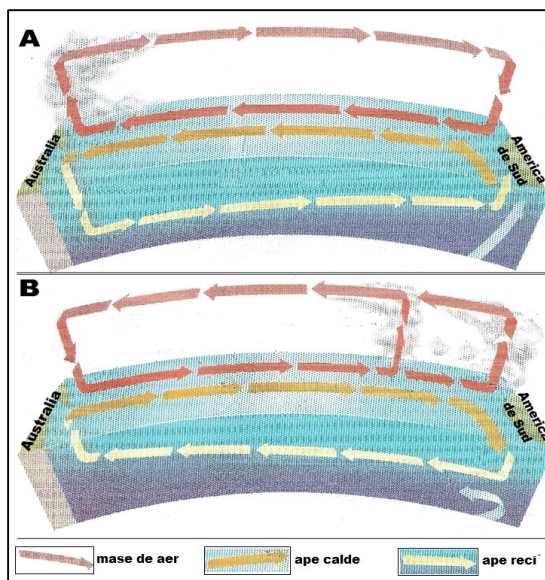 A
Australia
America
de Sud
B
Australia
America
de Sud
mase de aer
ape calde
ape reci